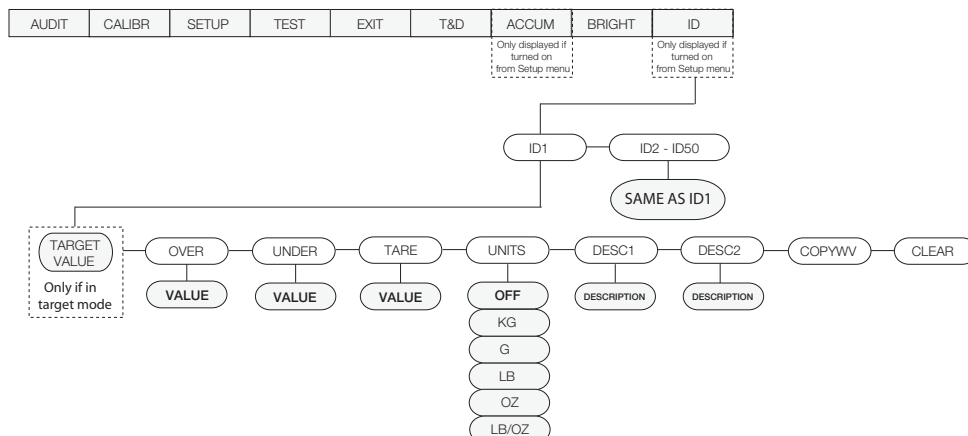 AUDIT CALIBR SETUP TEST EXIT T&D ACCUM BRIGHT ID
Only displayed if
turned on
from Setup menu
Only displayed if
turned on
from Setup menu
ID1 ID2 - ID50
SAME AS ID1
TARGET
VALUE
OVER UNDER TARE UNITS DESC1 DESC2 COPYWV CLEAR
Only if in
target mode
VALUE VALUE VALUE OFF DESCRIPTION DESCRIPTION
KG
G
LB
OZ
LB/OZ